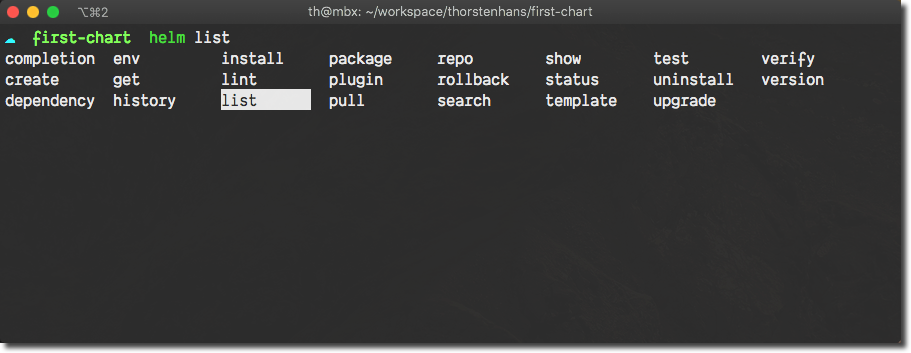 ⌥⌘2 th@mbx: ~/workspace/thorstenhans/first-chart
first-chart helm list
completion env install package repo show test verify
create get lint plugin rollback status uninstall version
dependency history list pull search template upgrade